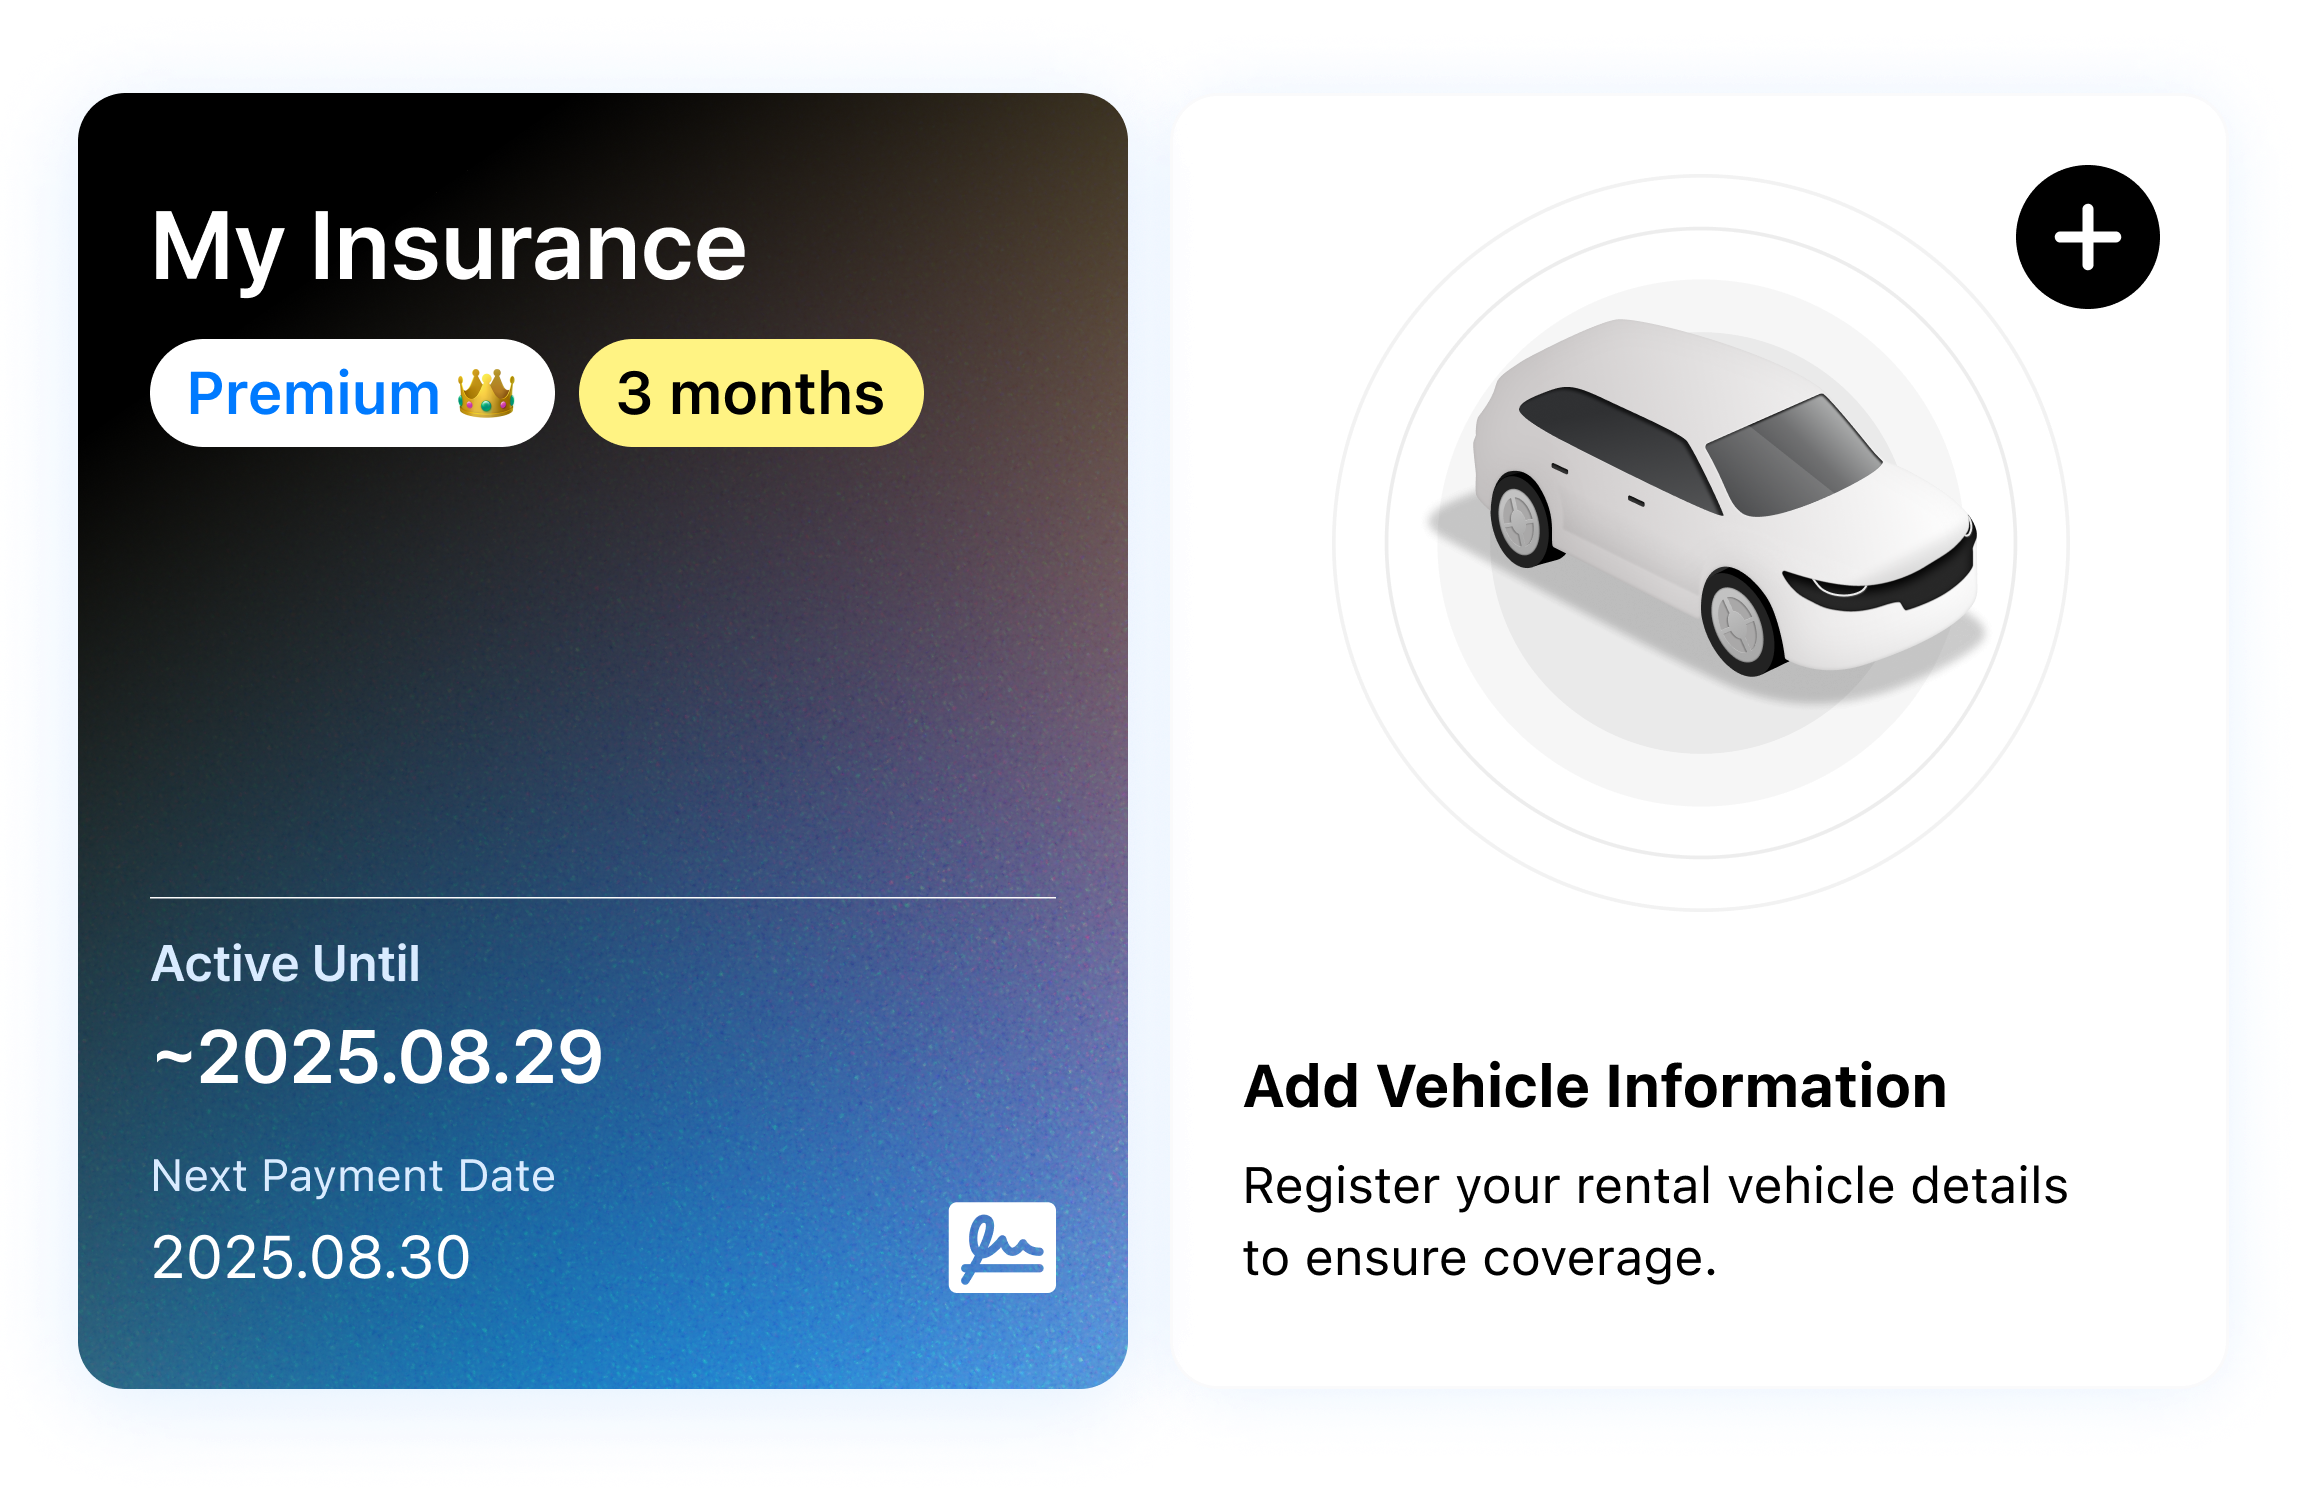 My Insurance
Premium 👑
3 months
Active Until
~2025.08.29
Next Payment Date
2025.08.30
Add Vehicle Information
Register your rental vehicle details
to ensure coverage.